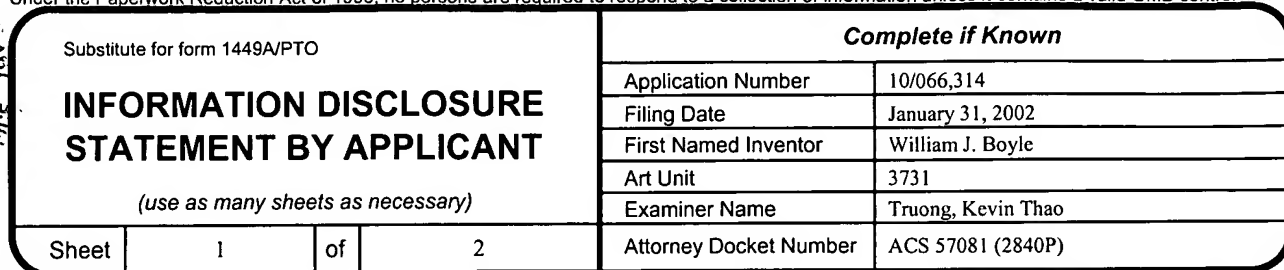 Substitute for form 1449A/PTO
INFORMATION DISCLOSURE
STATEMENT BY APPLICANT
(use as many sheets as necessary)
Sheet 1 of 2
Complete if Known
Application Number 10/066,314
Filing Date January 31, 2002
First Named Inventor William J. Boyle
Art Unit 3731
Examiner Name Truong, Kevin Thao
Attorney Docket Number ACS 57081 (2840P)